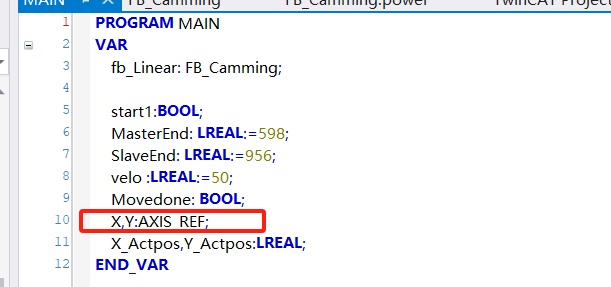 MAIN FB_Camming FB_Camming.power TwinCAT Project
1 PROGRAM MAIN
2 VAR
3 fb_Linear: FB_Camming;
4
5 start1:BOOL;
6 MasterEnd: LREAL:=598;
7 SlaveEnd: LREAL:=956;
8 velo :LREAL:=50;
9 Movedone: BOOL;
10 X,Y:AXIS_REF;
11 X_Actpos,Y_Actpos:LREAL;
12 END_VAR